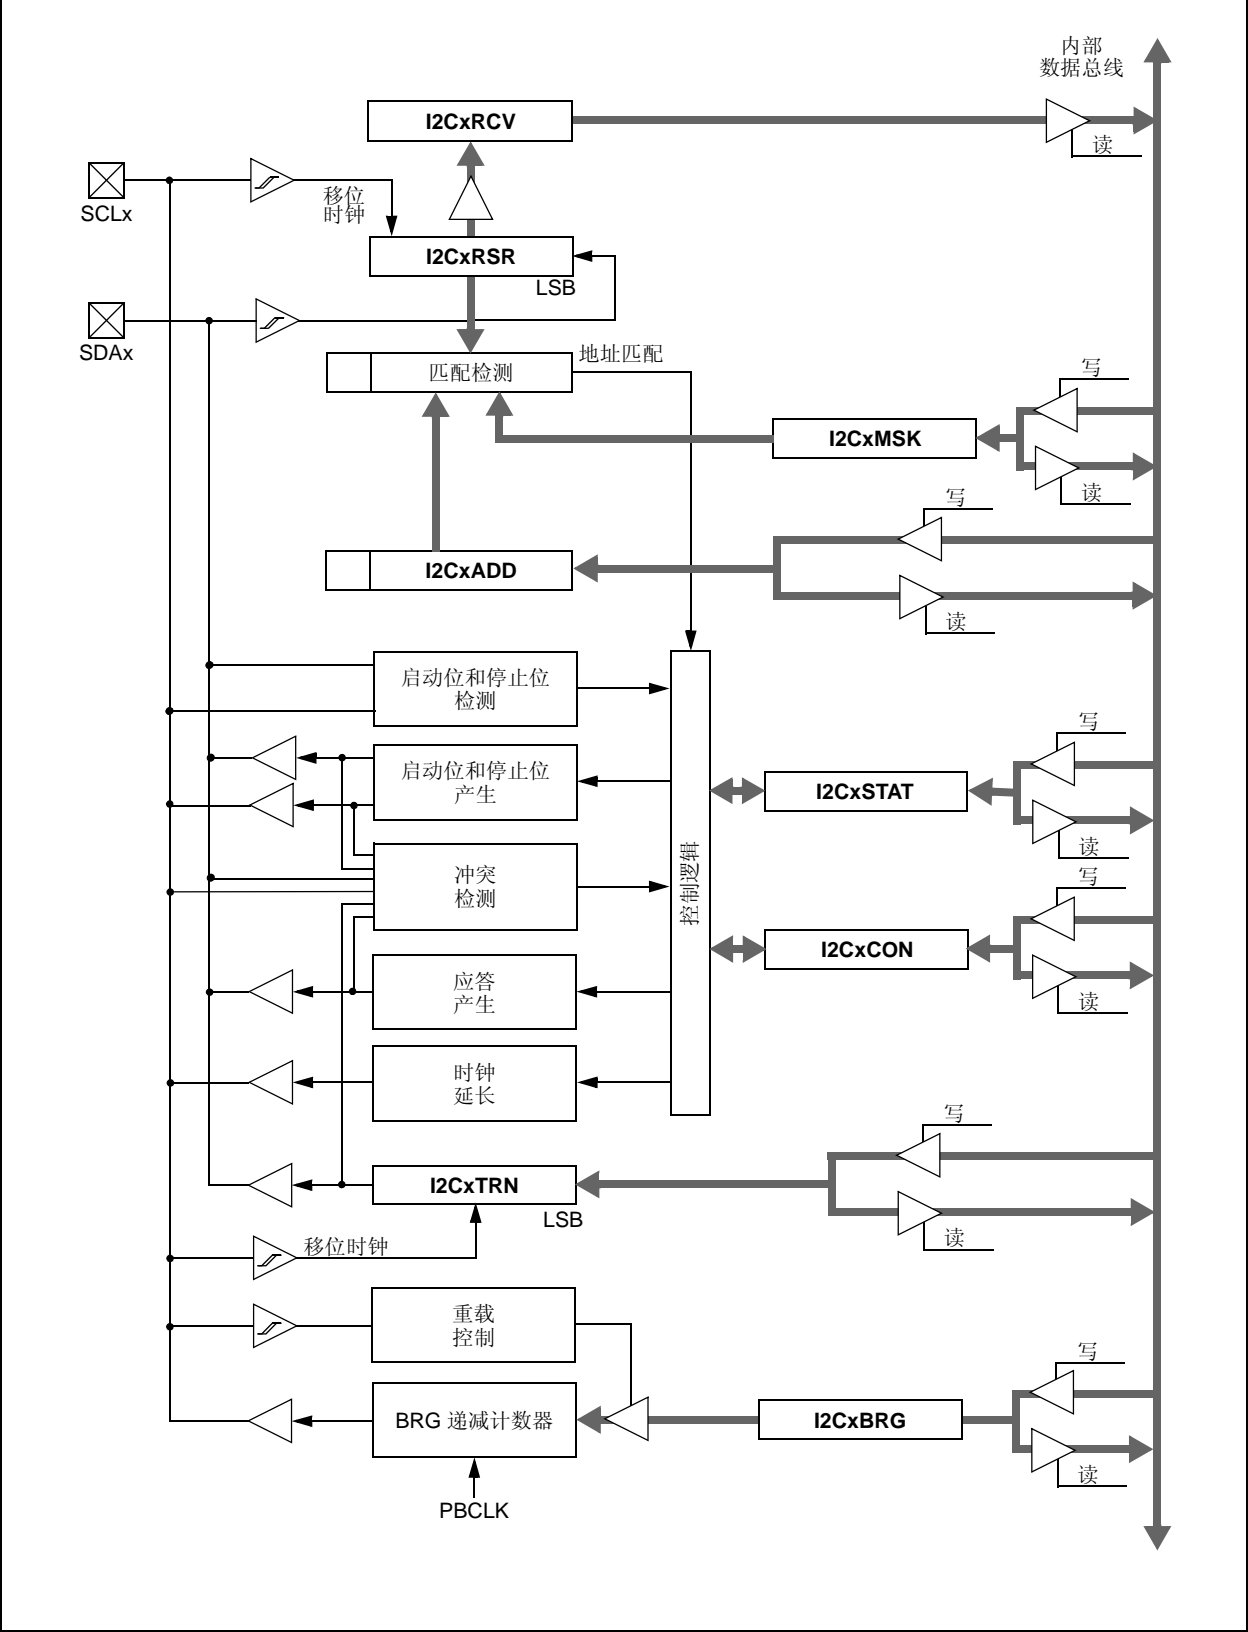 内部
数据总线
I2CxRCV
读
SCLx
移位
时钟
I2CxRSR
LSB
SDAx
地址匹配
匹配检测
写
I2CxMSK
读
写
I2CxADD
读
启动位和停止位
检测
写
启动位和停止位
产生
I2CxSTAT
读
控制逻辑
冲突
检测
写
I2CxCON
应答
产生
读
时钟
延长
写
I2CxTRN
LSB
读
移位时钟
重载
控制
写
BRG 递减计数器
I2CxBRG
读
PBCLK